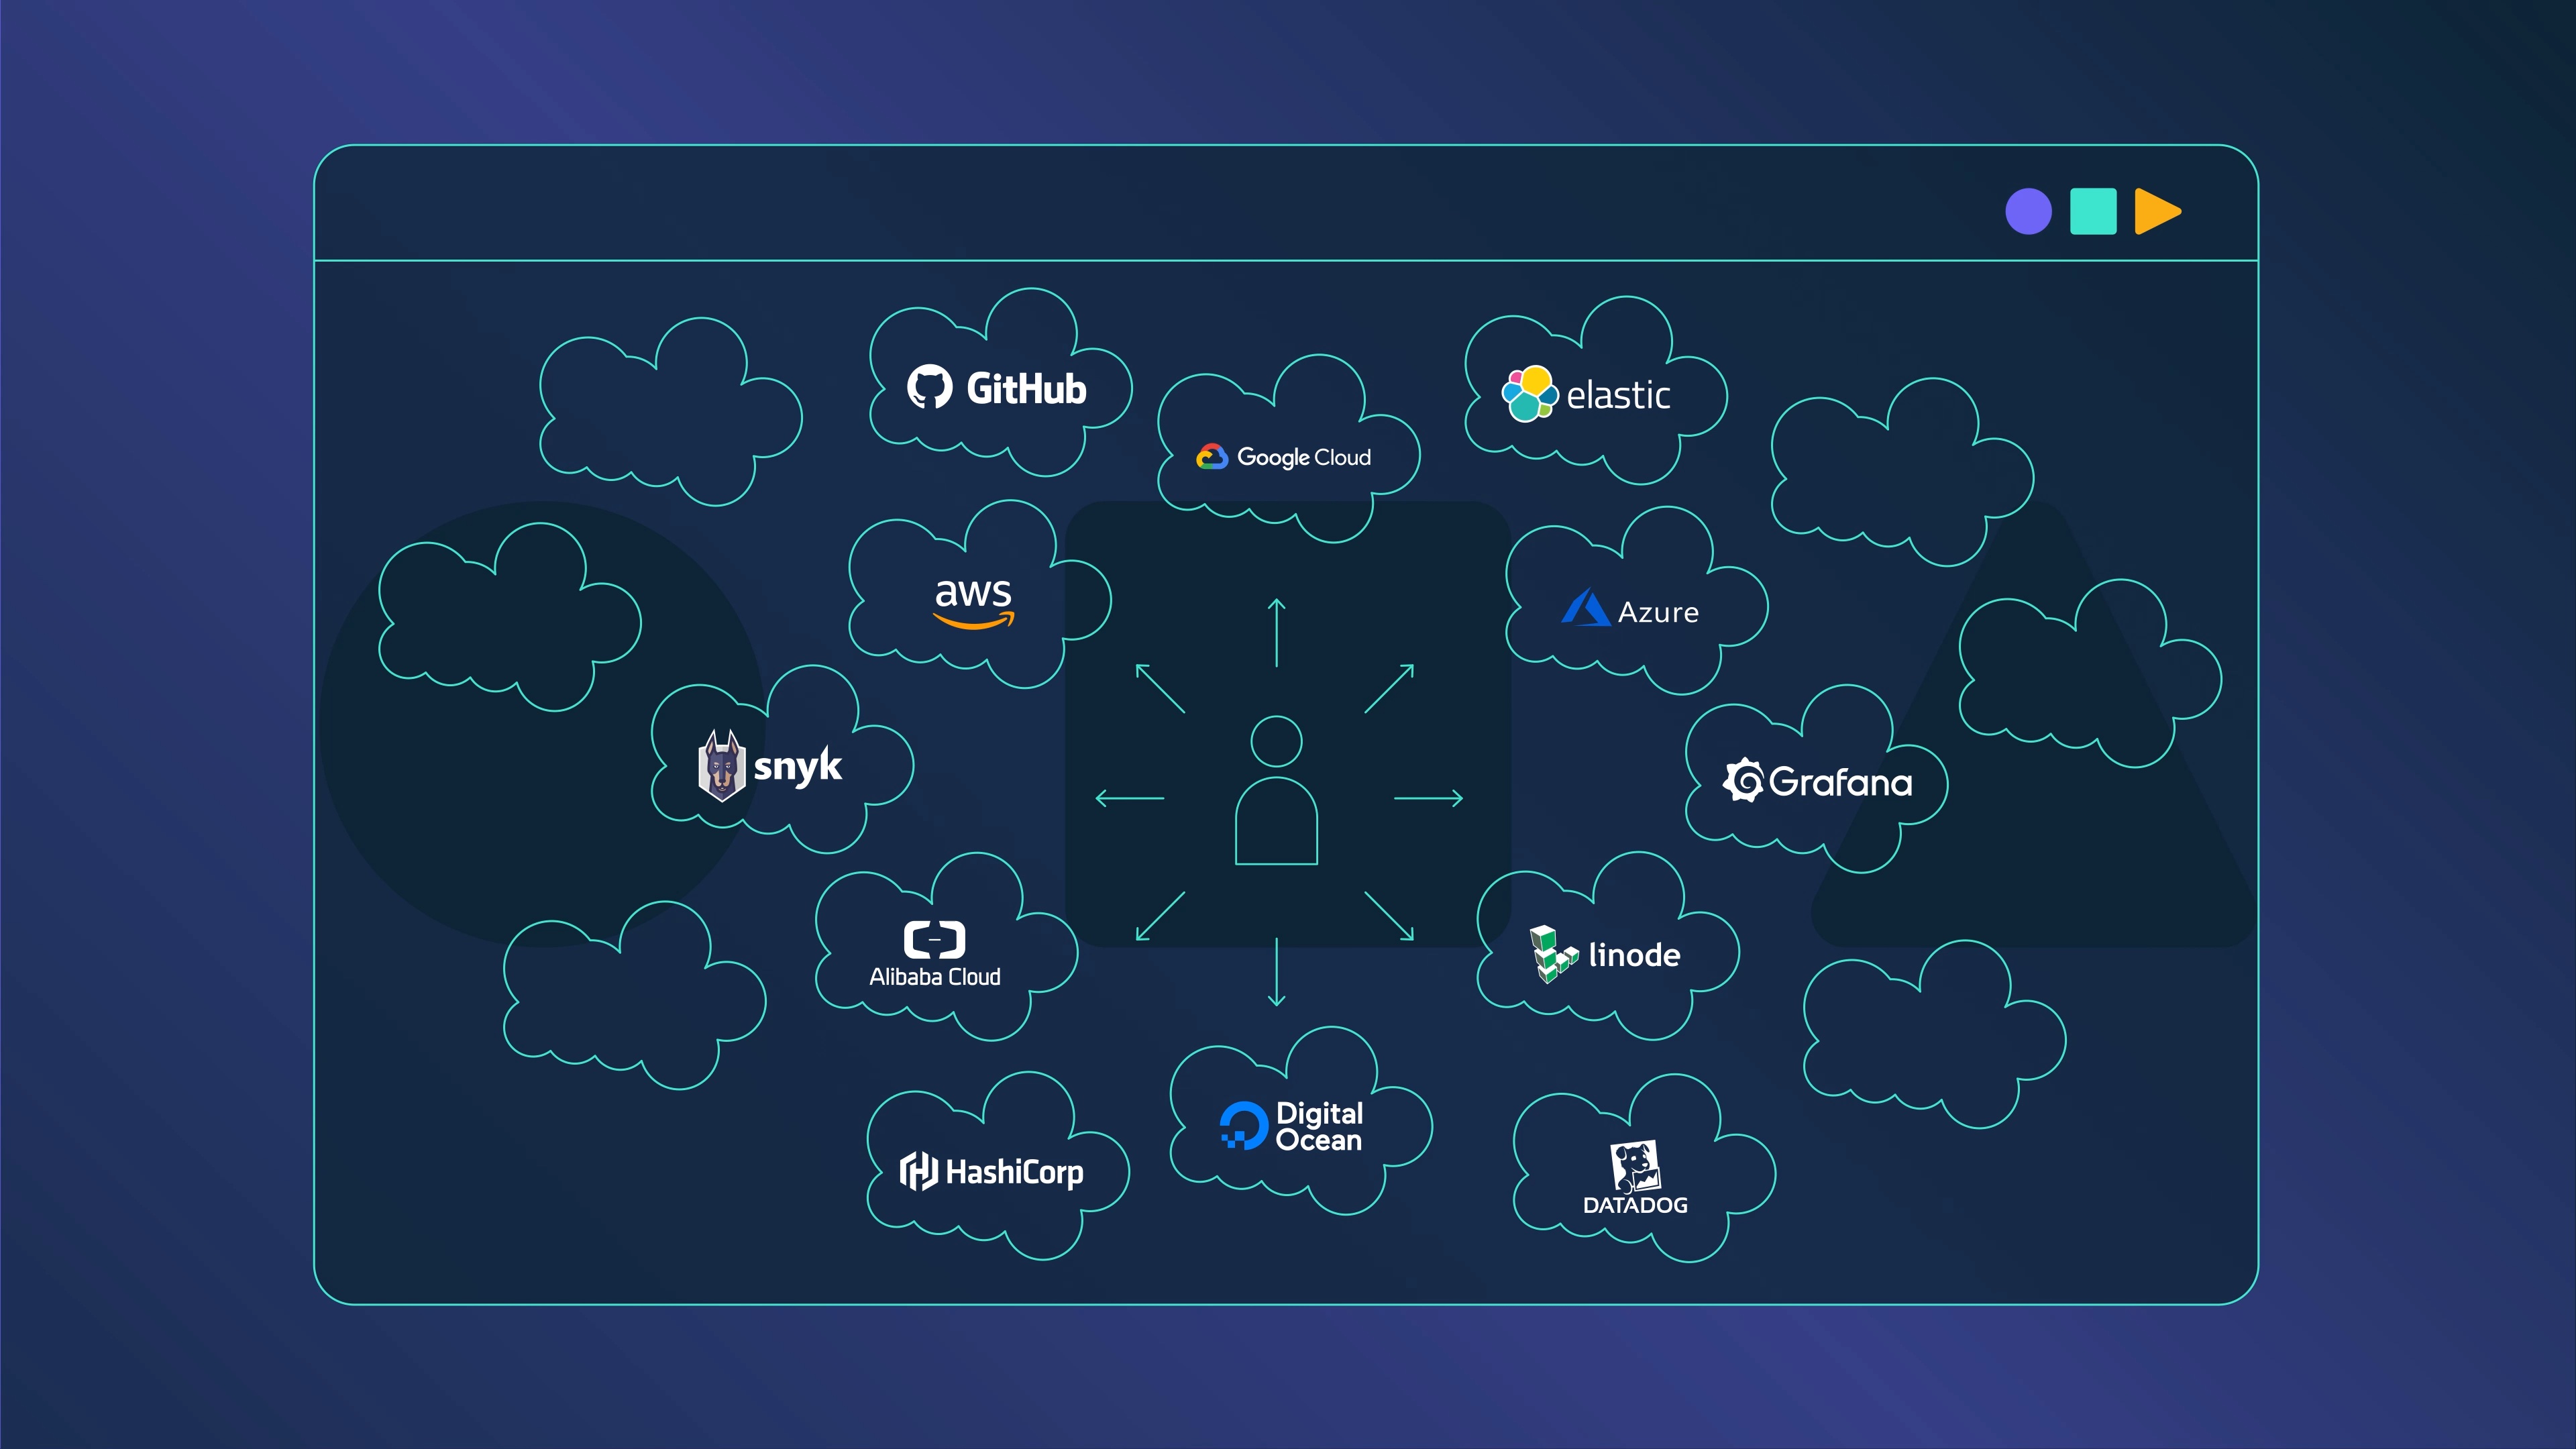 GitHub
elastic
Google Cloud
aws
Azure
snyk
Grafana
Alibaba Cloud
linode
Digital
Ocean
HashiCorp
DATADOG